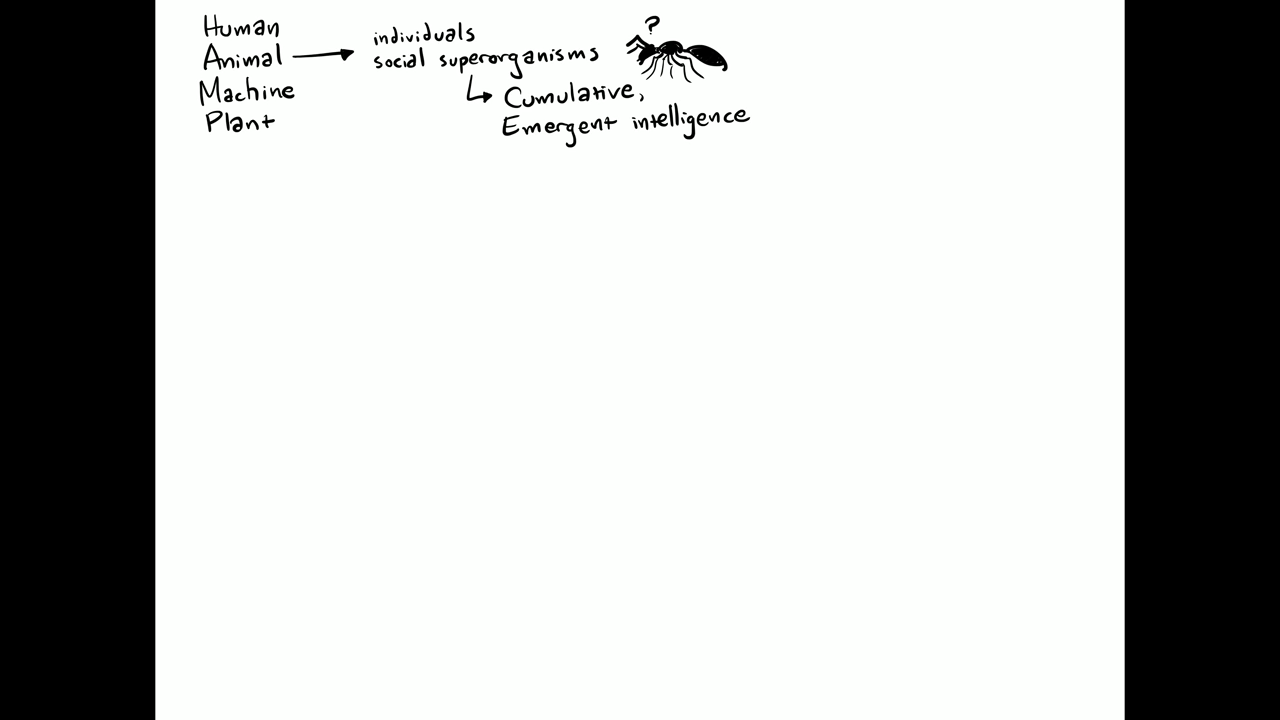 Human
Animal
Machine
Plant
individuals
social superorganisms
?
Cumulative,
Emergent intelligence